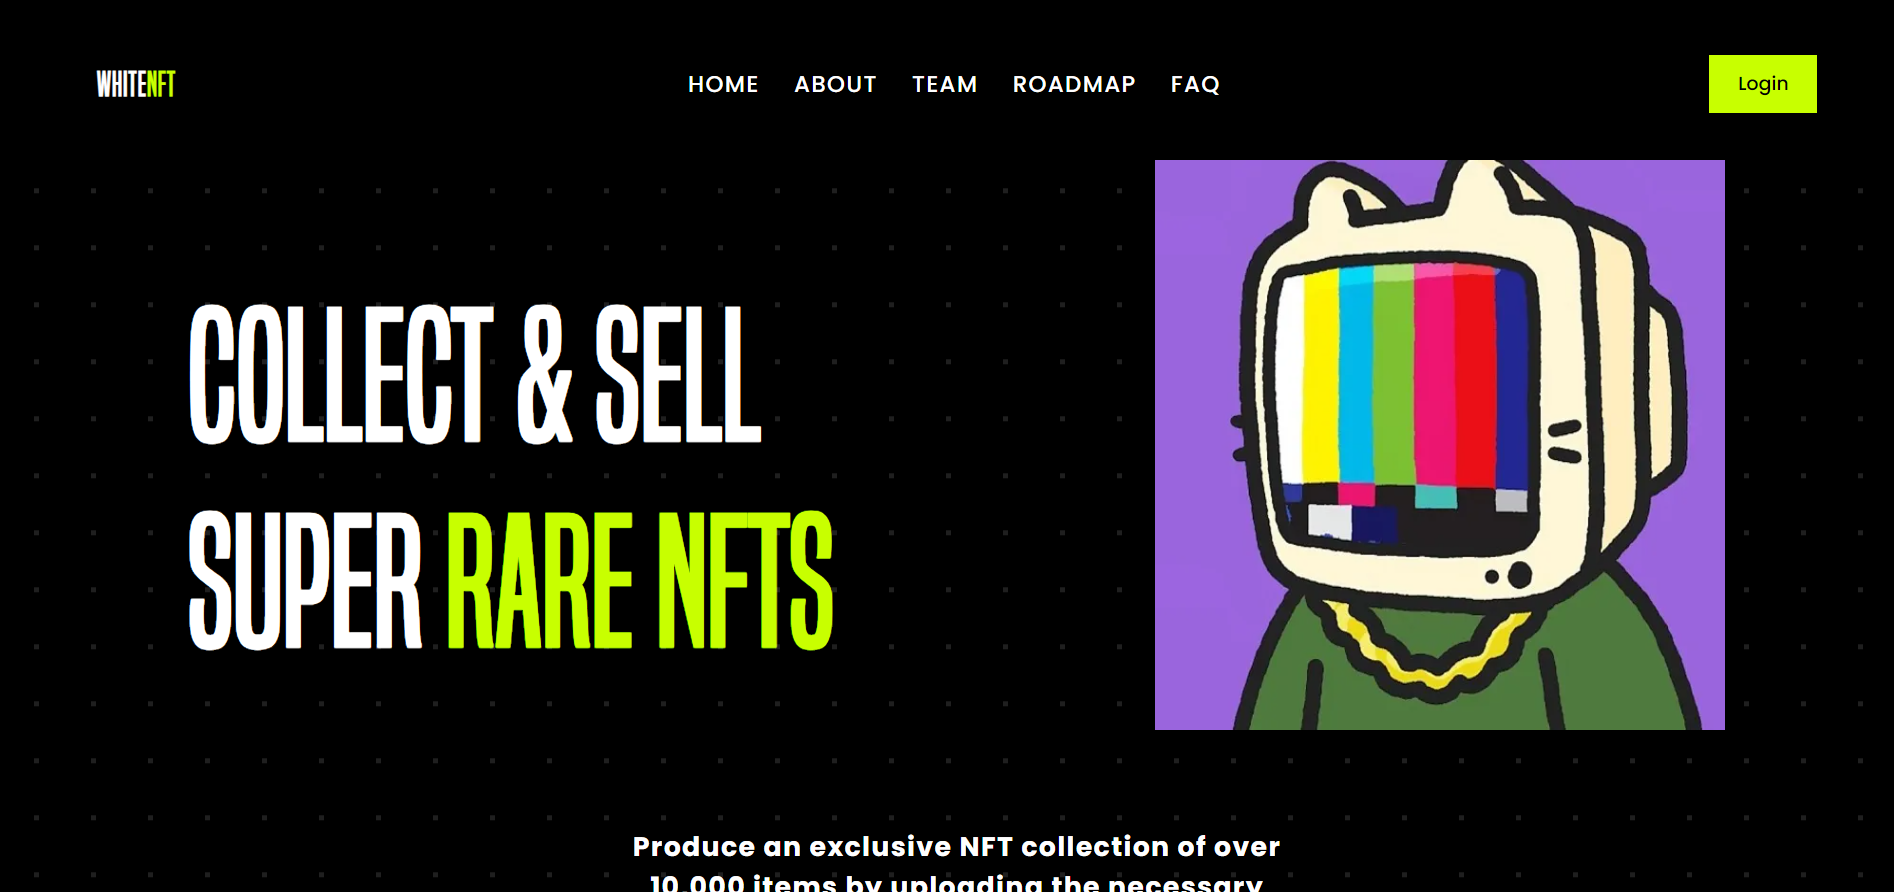 WHITENFT
HOME ABOUT TEAM ROADMAP FAQ
Login
COLLECT & SELL
SUPER RARE NFTS
Produce an exclusive NFT collection of over
10,000 items by uploading the necessary